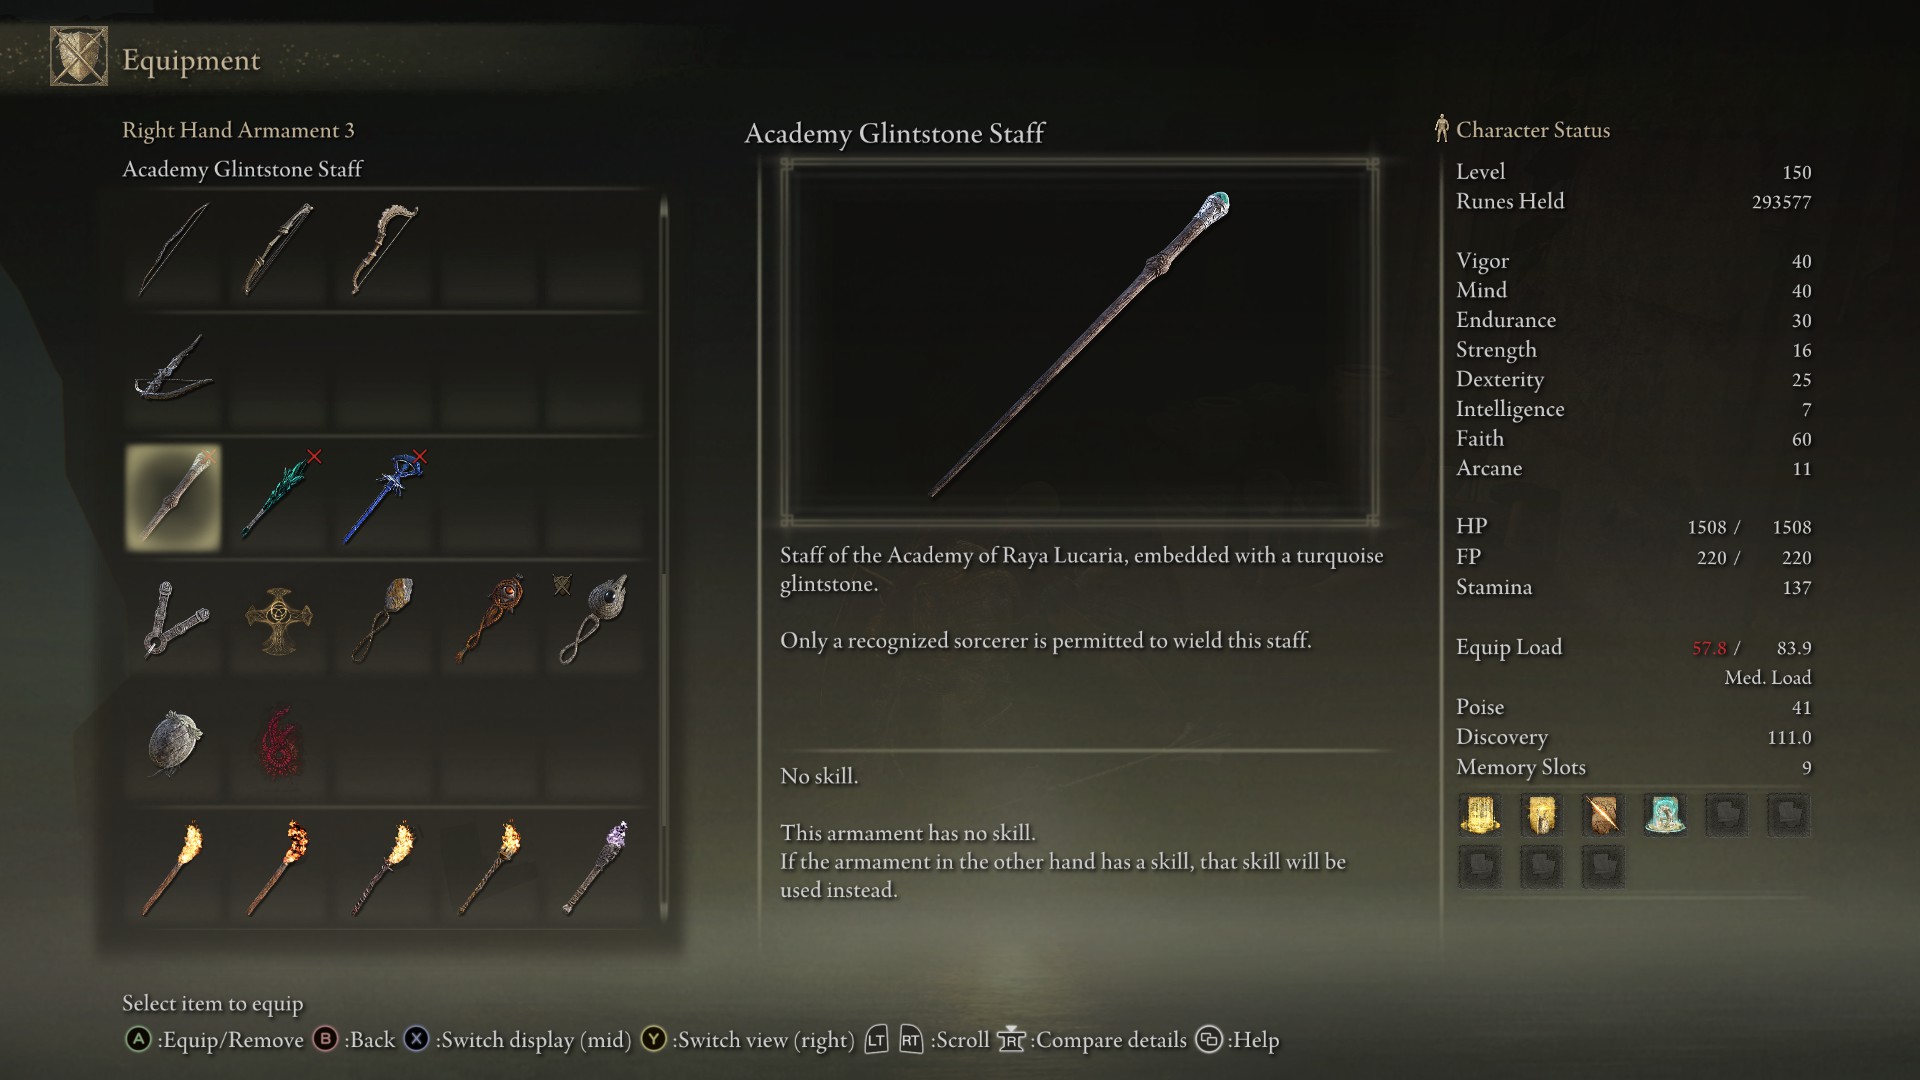 Equipment
Right Hand Armament 3
Academy Glintstone Staff
Academy Glintstone Staff
Staff of the Academy of Raya Lucaria, embedded with a turquoise
glintstone.
Only a recognized sorcerer is permitted to wield this staff.
No skill.
This armament has no skill.
If the armament in the other hand has a skill, that skill will be
used instead.
Character Status
Level 150
Runes Held 293577
Vigor 40
Mind 40
Endurance 30
Strength 16
Dexterity 25
Intelligence 7
Faith 60
Arcane 11
HP 1508 / 1508
FP 220 / 220
Stamina 137
Equip Load 57.8 / 83.9
Med. Load
Poise 41
Discovery 111.0
Memory Slots 9
Select item to equip
A :Equip/Remove B :Back X :Switch display (mid) Y :Switch view (right) LT RT :Scroll R :Compare details :Help